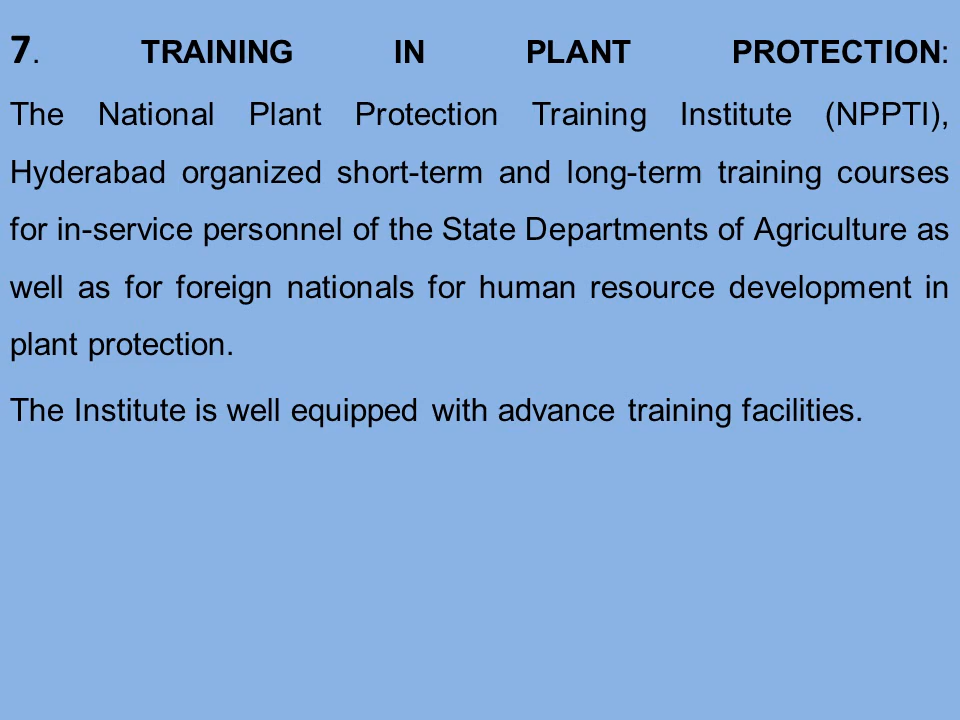 7. TRAINING IN PLANT PROTECTION:
The National Plant Protection Training Institute (NPPTI),
Hyderabad organized short-term and long-term training courses
for in-service personnel of the State Departments of Agriculture as
well as for foreign nationals for human resource development in
plant protection.
The Institute is well equipped with advance training facilities.